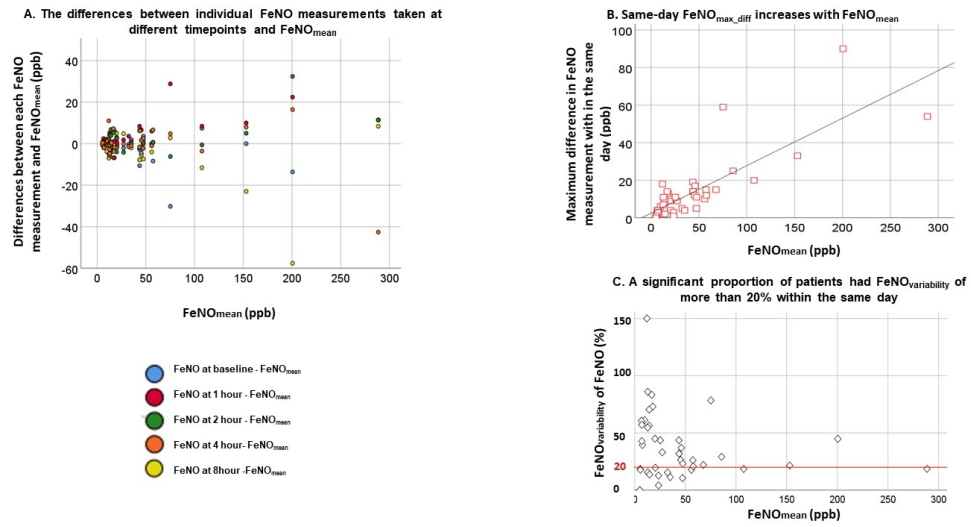 A. The differences between individual FeNO measurements taken at
different timepoints and FeNOmean
Differences between each FeNO
measurement and FeNOmean (ppb)
40
20
0
-20
-40
-60
0 50 100 150 200 250 300
FeNOmean (ppb)
FeNO at baseline - FeNOmean
FeNO at 1 hour - FeNOmean
FeNO at 2 hour - FeNOmean
FeNO at 4 hour- FeNOmean
FeNO at 8hour -FeNOmean
B. Same-day FeNOmax_diff increases with FeNOmean
Maximum difference in FeNO
measurement with in the same
day (ppb)
100
80
60
40
20
0
0 50 100 150 200 250 300
FeNOmean (ppb)
C. A significant proportion of patients had FeNOvariability of
more than 20% within the same day
FeNOvariability of FeNO (%)
150
100
50
20
0
0 50 100 150 200 250 300
FeNOmean (ppb)